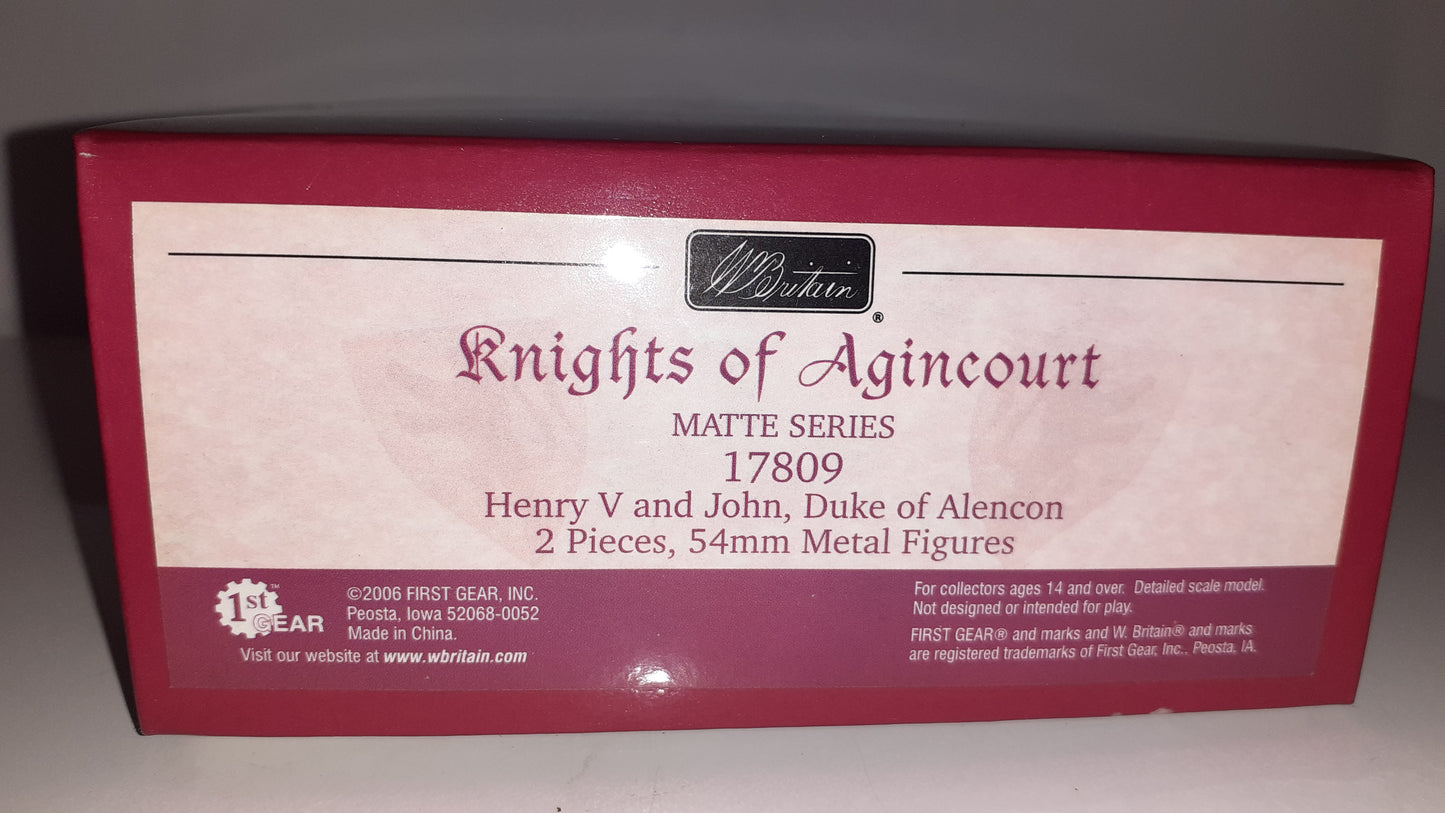 W Britain ®
Knights of Agincourt
MATTE SERIES
17809
Henry V and John, Duke of Alencon
2 Pieces, 54mm Metal Figures
1st GEAR ™
©2006 FIRST GEAR, INC.
Peosta, Iowa 52068-0052
Made in China.
Visit our website at www.wbritain.com
For collectors ages 14 and over. Detailed scale model.
Not designed or intended for play.
FIRST GEAR® and marks and W. Britain® and marks
are registered trademarks of First Gear, Inc., Peosta, IA.